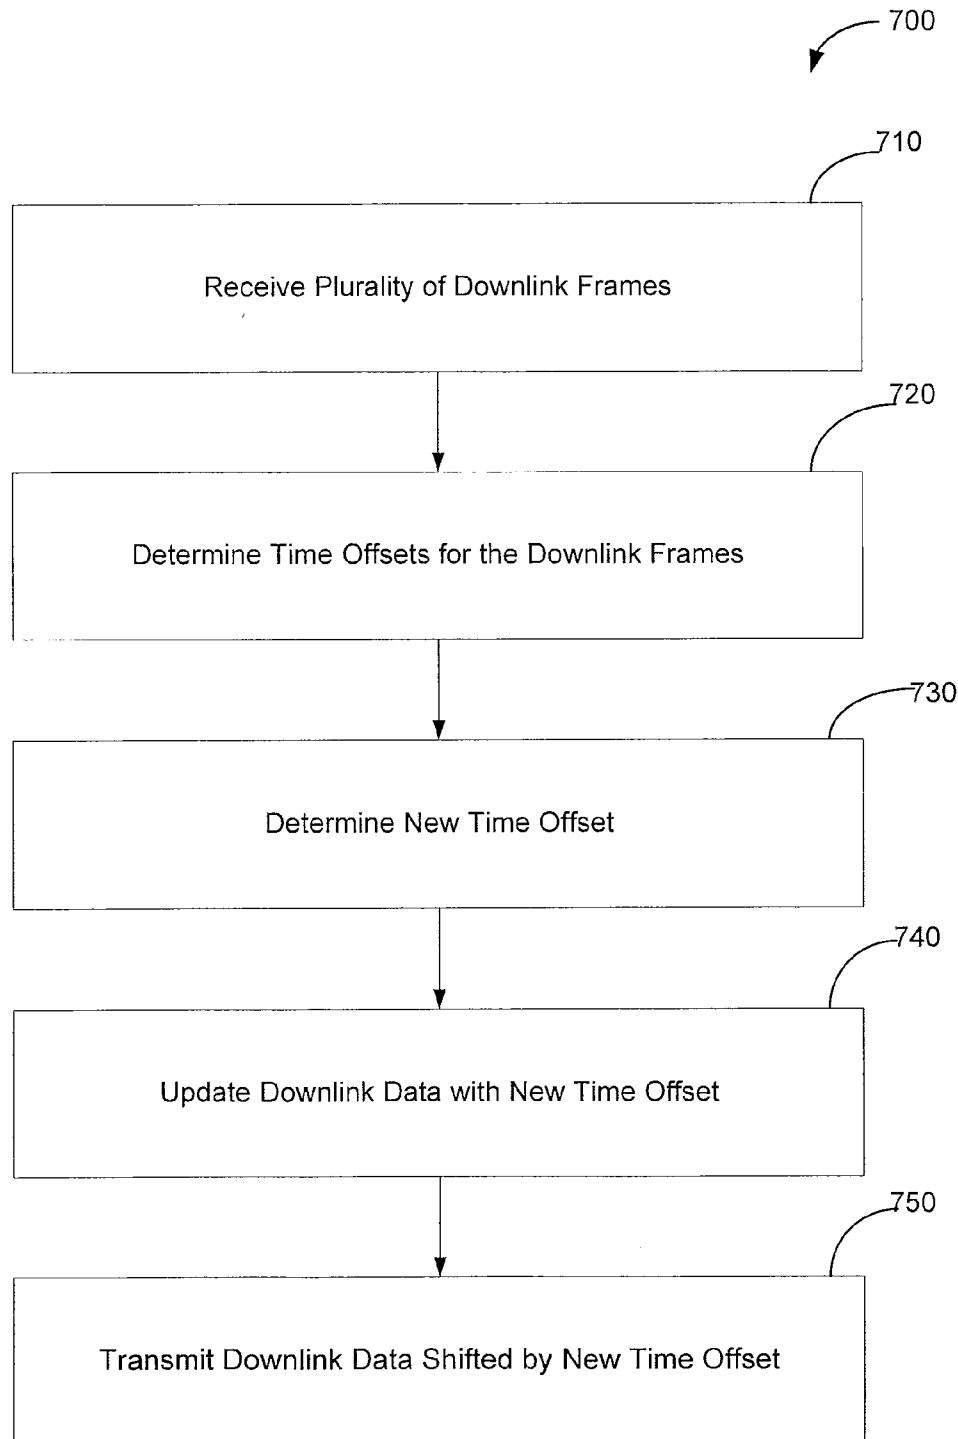 700
710
Receive Plurality of Downlink Frames
720
Determine Time Offsets for the Downlink Frames
730
Determine New Time Offset
740
Update Downlink Data with New Time Offset
750
Transmit Downlink Data Shifted by New Time Offset